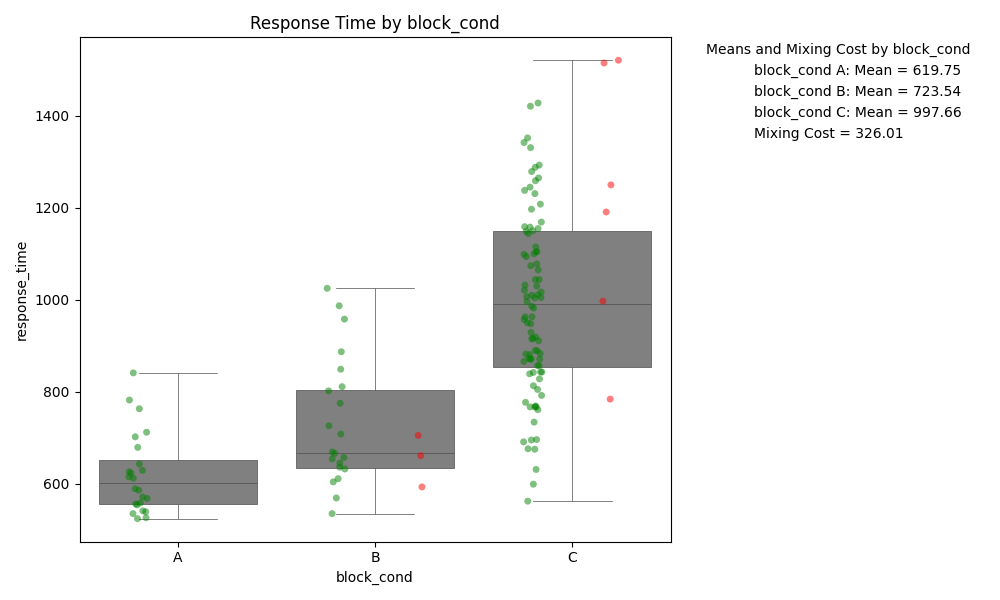 Response Time by block_cond
Means and Mixing Cost by block_cond
block_cond A: Mean = 619.75
block_cond B: Mean = 723.54
block_cond C: Mean = 997.66
Mixing Cost = 326.01
response_time
1400
1200
1000
800
600
A B C
block_cond